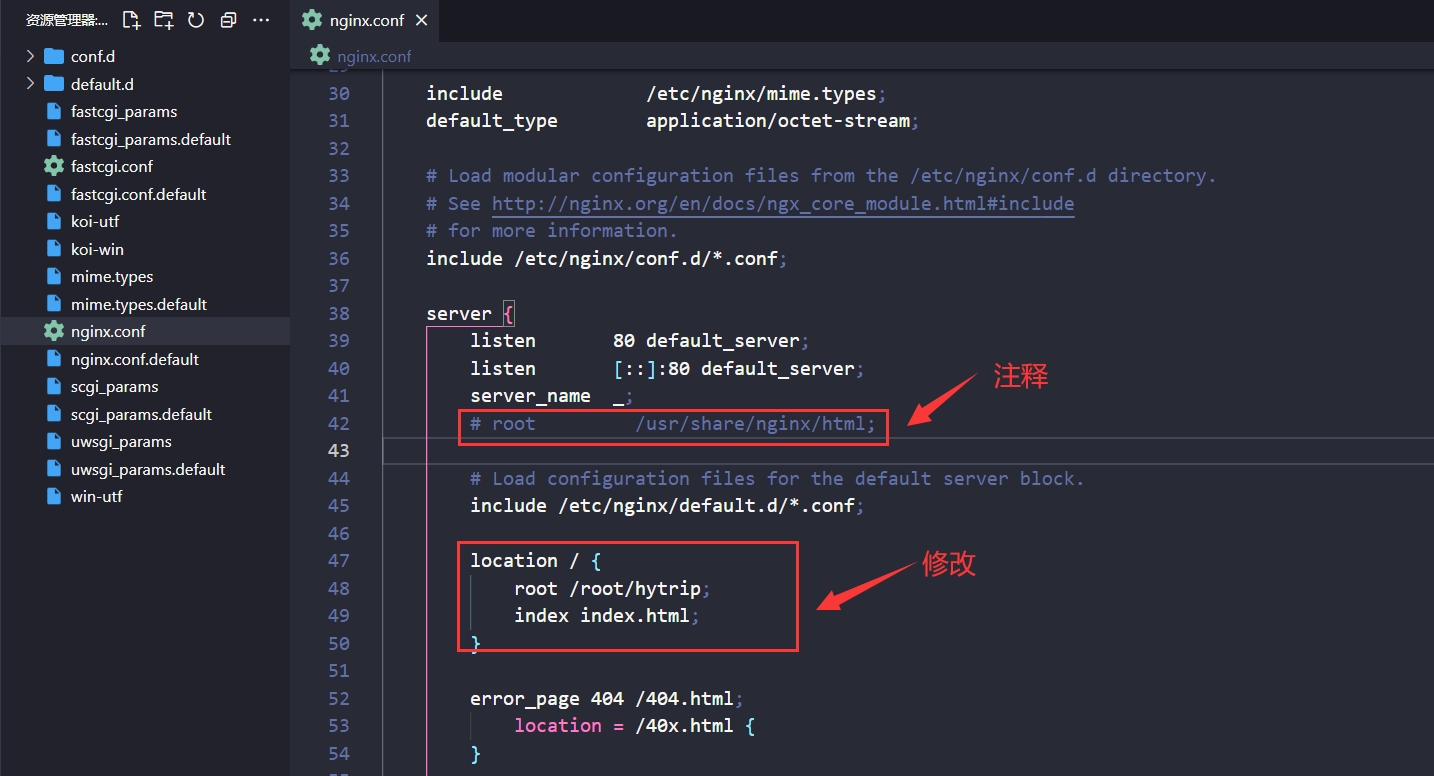 资源管理器:...
nginx.conf
nginx.conf
conf.d
default.d
fastcgi_params
fastcgi_params.default
fastcgi.conf
fastcgi.conf.default
koi-utf
koi-win
mime.types
mime.types.default
nginx.conf
nginx.conf.default
scgi_params
scgi_params.default
uwsgi_params
uwsgi_params.default
win-utf
30 include /etc/nginx/mime.types;
31 default_type application/octet-stream;
32
33 # Load modular configuration files from the /etc/nginx/conf.d directory.
34 # See http://nginx.org/en/docs/ngx_core_module.html#include
35 # for more information.
36 include /etc/nginx/conf.d/*.conf;
37
38 server {
39 listen 80 default_server;
40 listen [::]:80 default_server;
41 server_name _;
注释
42 # root /usr/share/nginx/html;
43
44 # Load configuration files for the default server block.
45 include /etc/nginx/default.d/*.conf;
46
47 location / {
修改
48 root /root/hytrip;
49 index index.html;
50 }
51
52 error_page 404 /404.html;
53 location = /40x.html {
54 }